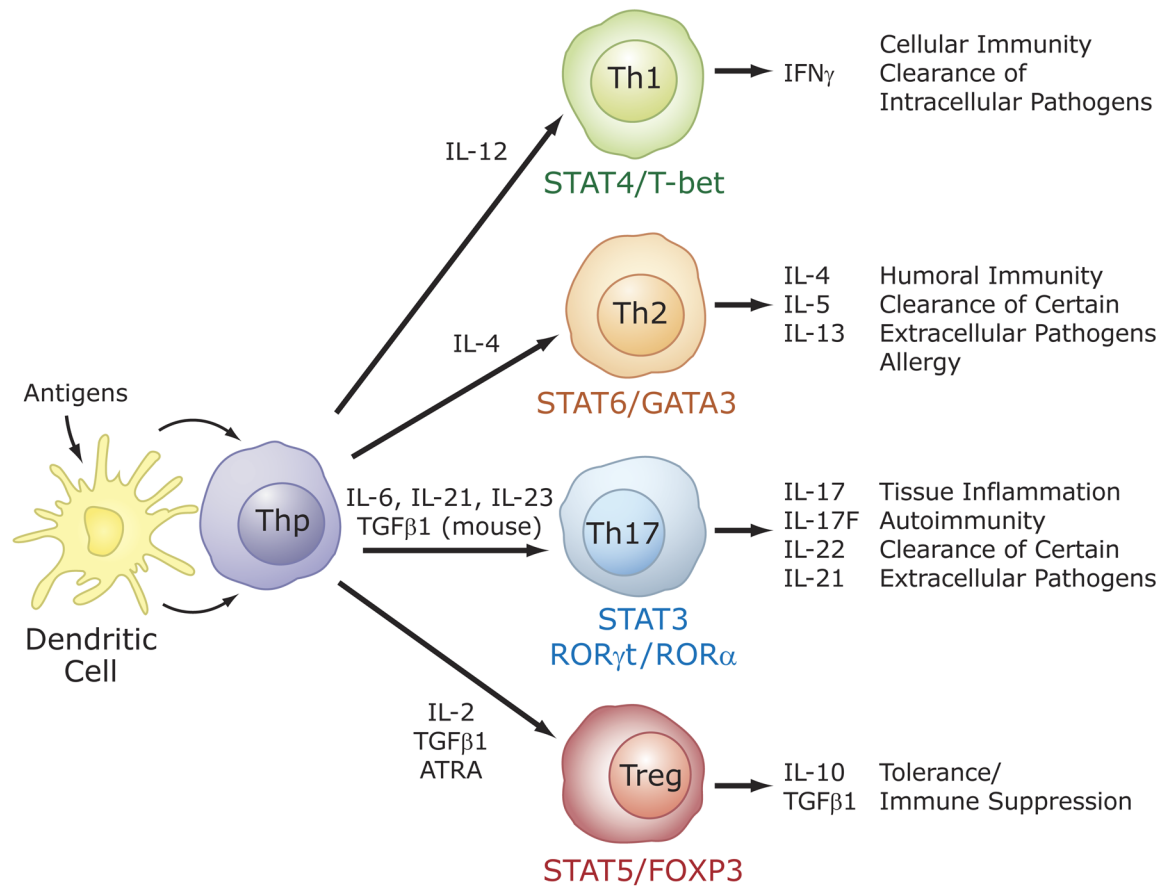 Antigens
Dendritic
Cell
Thp
IL-12
Th1
STAT4/T-bet
IFNγ
Cellular Immunity
Clearance of
Intracellular Pathogens
IL-4
Th2
STAT6/GATA3
IL-4 Humoral Immunity
IL-5 Clearance of Certain
IL-13 Extracellular Pathogens
Allergy
IL-6, IL-21, IL-23
TGFβ1 (mouse)
Th17
STAT3
RORγt/RORα
IL-17 Tissue Inflammation
IL-17F Autoimmunity
IL-22 Clearance of Certain
IL-21 Extracellular Pathogens
IL-2
TGFβ1
ATRA
Treg
STAT5/FOXP3
IL-10 Tolerance/
TGFβ1 Immune Suppression